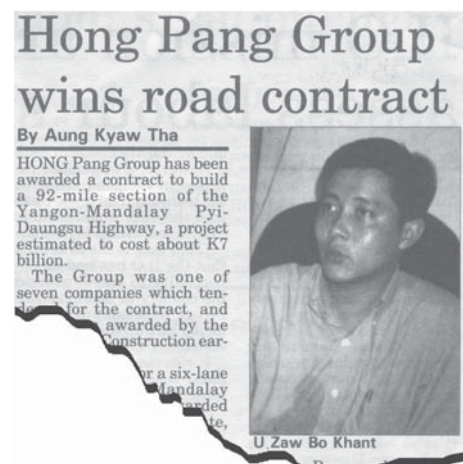 Hong Pang Group
wins road contract
By Aung Kyaw Tha
HONG Pang Group has been
awarded a contract to build
a 92-mile section of the
Yangon-Mandalay Pyi-
Daungsu Highway, a project
estimated to cost about K7
billion.
The Group was one of
seven companies which ten-
for the contract, and
awarded by the
Construction ear-
for a six-lane
Mandalay
U Zaw Bo Khant